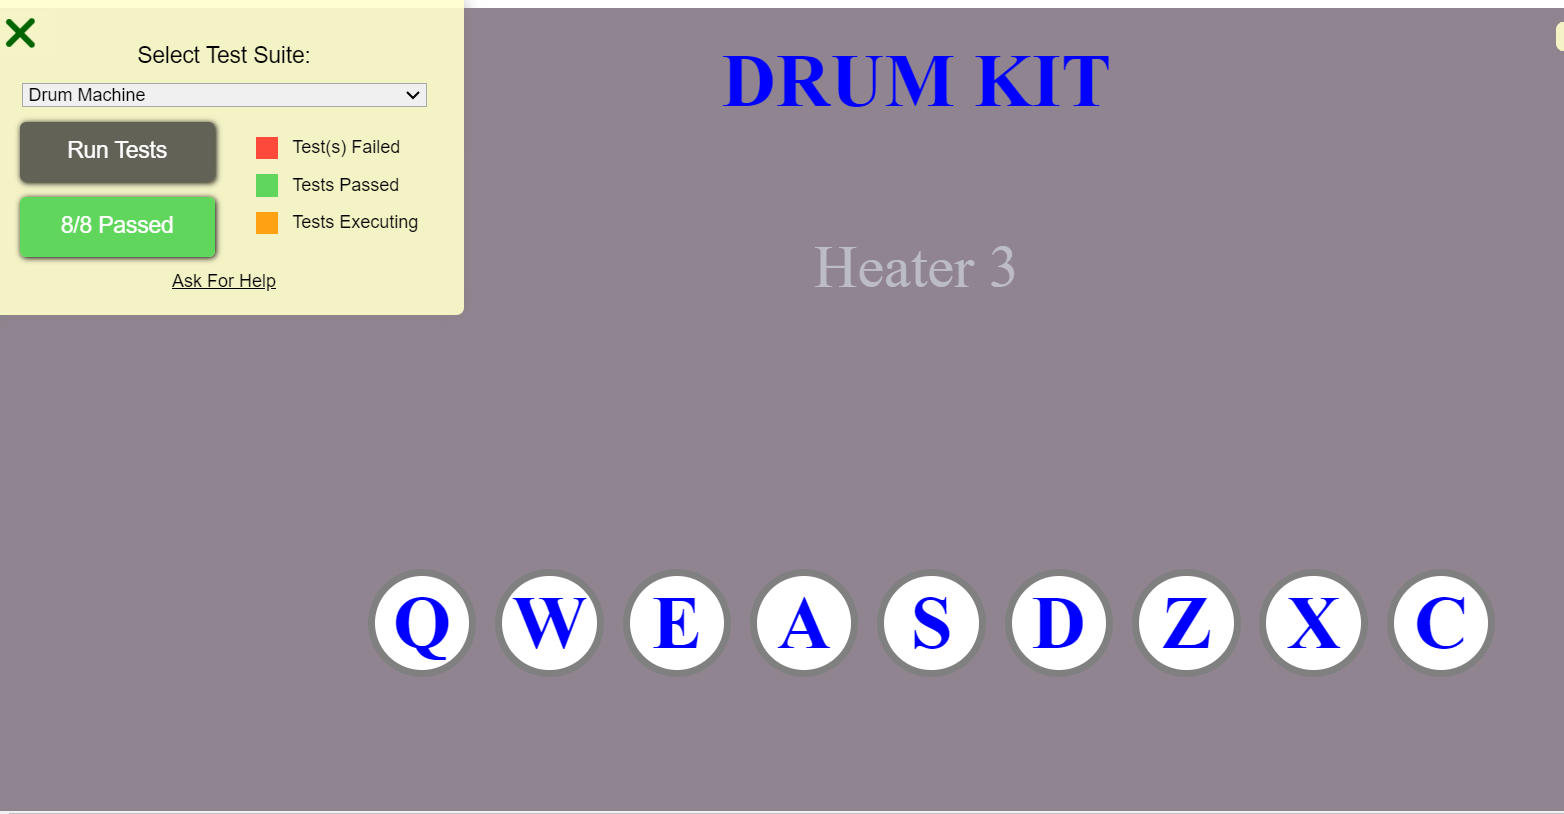 Select Test Suite:
Drum Machine
Run Tests
8/8 Passed
Test(s) Failed
Tests Passed
Tests Executing
Ask For Help
DRUM KIT
Heater 3
Q W E A S D Z X C